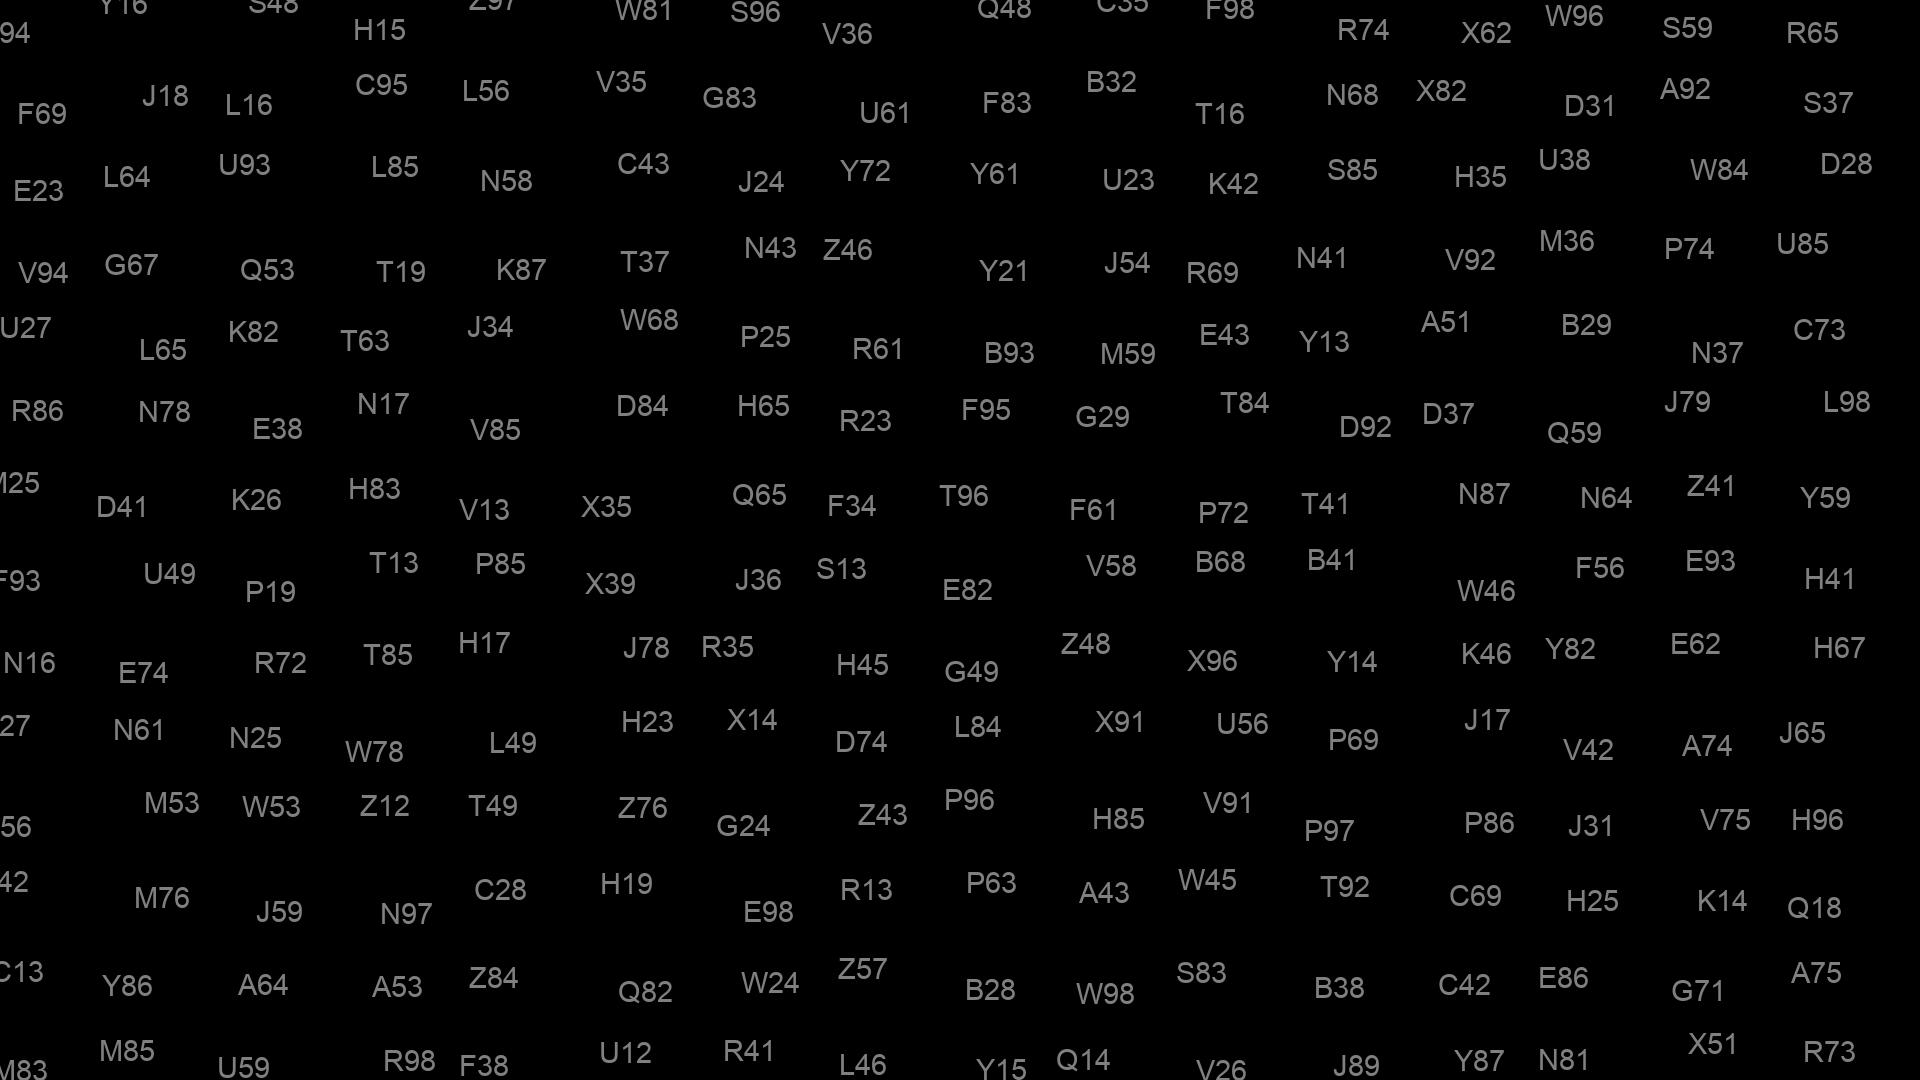 94 Y16 S48 H15 Z97 W81 S96 V36 Q48 C35 F98 R74 X62 W96 S59 R65
F69 J18 L16 C95 L56 V35 G83 U61 F83 B32 T16 N68 X82 D31 A92 S37
E23 L64 U93 L85 N58 C43 J24 Y72 Y61 U23 K42 S85 H35 U38 W84 D28
V94 G67 Q53 T19 K87 T37 N43 Z46 Y21 J54 R69 N41 V92 M36 P74 U85
U27 L65 K82 T63 J34 W68 P25 R61 B93 M59 E43 Y13 A51 B29 N37 C73
R86 N78 E38 N17 V85 D84 H65 R23 F95 G29 T84 D92 D37 Q59 J79 L98
M25 D41 K26 H83 V13 X35 Q65 F34 T96 F61 P72 T41 N87 N64 Z41 Y59
F93 U49 P19 T13 P85 X39 J36 S13 E82 V58 B68 B41 W46 F56 E93 H41
N16 E74 R72 T85 H17 J78 R35 H45 G49 Z48 X96 Y14 K46 Y82 E62 H67
27 N61 N25 W78 L49 H23 X14 D74 L84 X91 U56 P69 J17 V42 A74 J65
56 M53 W53 Z12 T49 Z76 G24 Z43 P96 H85 V91 P97 P86 J31 V75 H96
42 M76 J59 N97 C28 H19 E98 R13 P63 A43 W45 T92 C69 H25 K14 Q18
C13 Y86 A64 A53 Z84 Q82 W24 Z57 B28 W98 S83 B38 C42 E86 G71 A75
M83 M85 U59 R98 F38 U12 R41 L46 Y15 Q14 V26 J89 Y87 N81 X51 R73